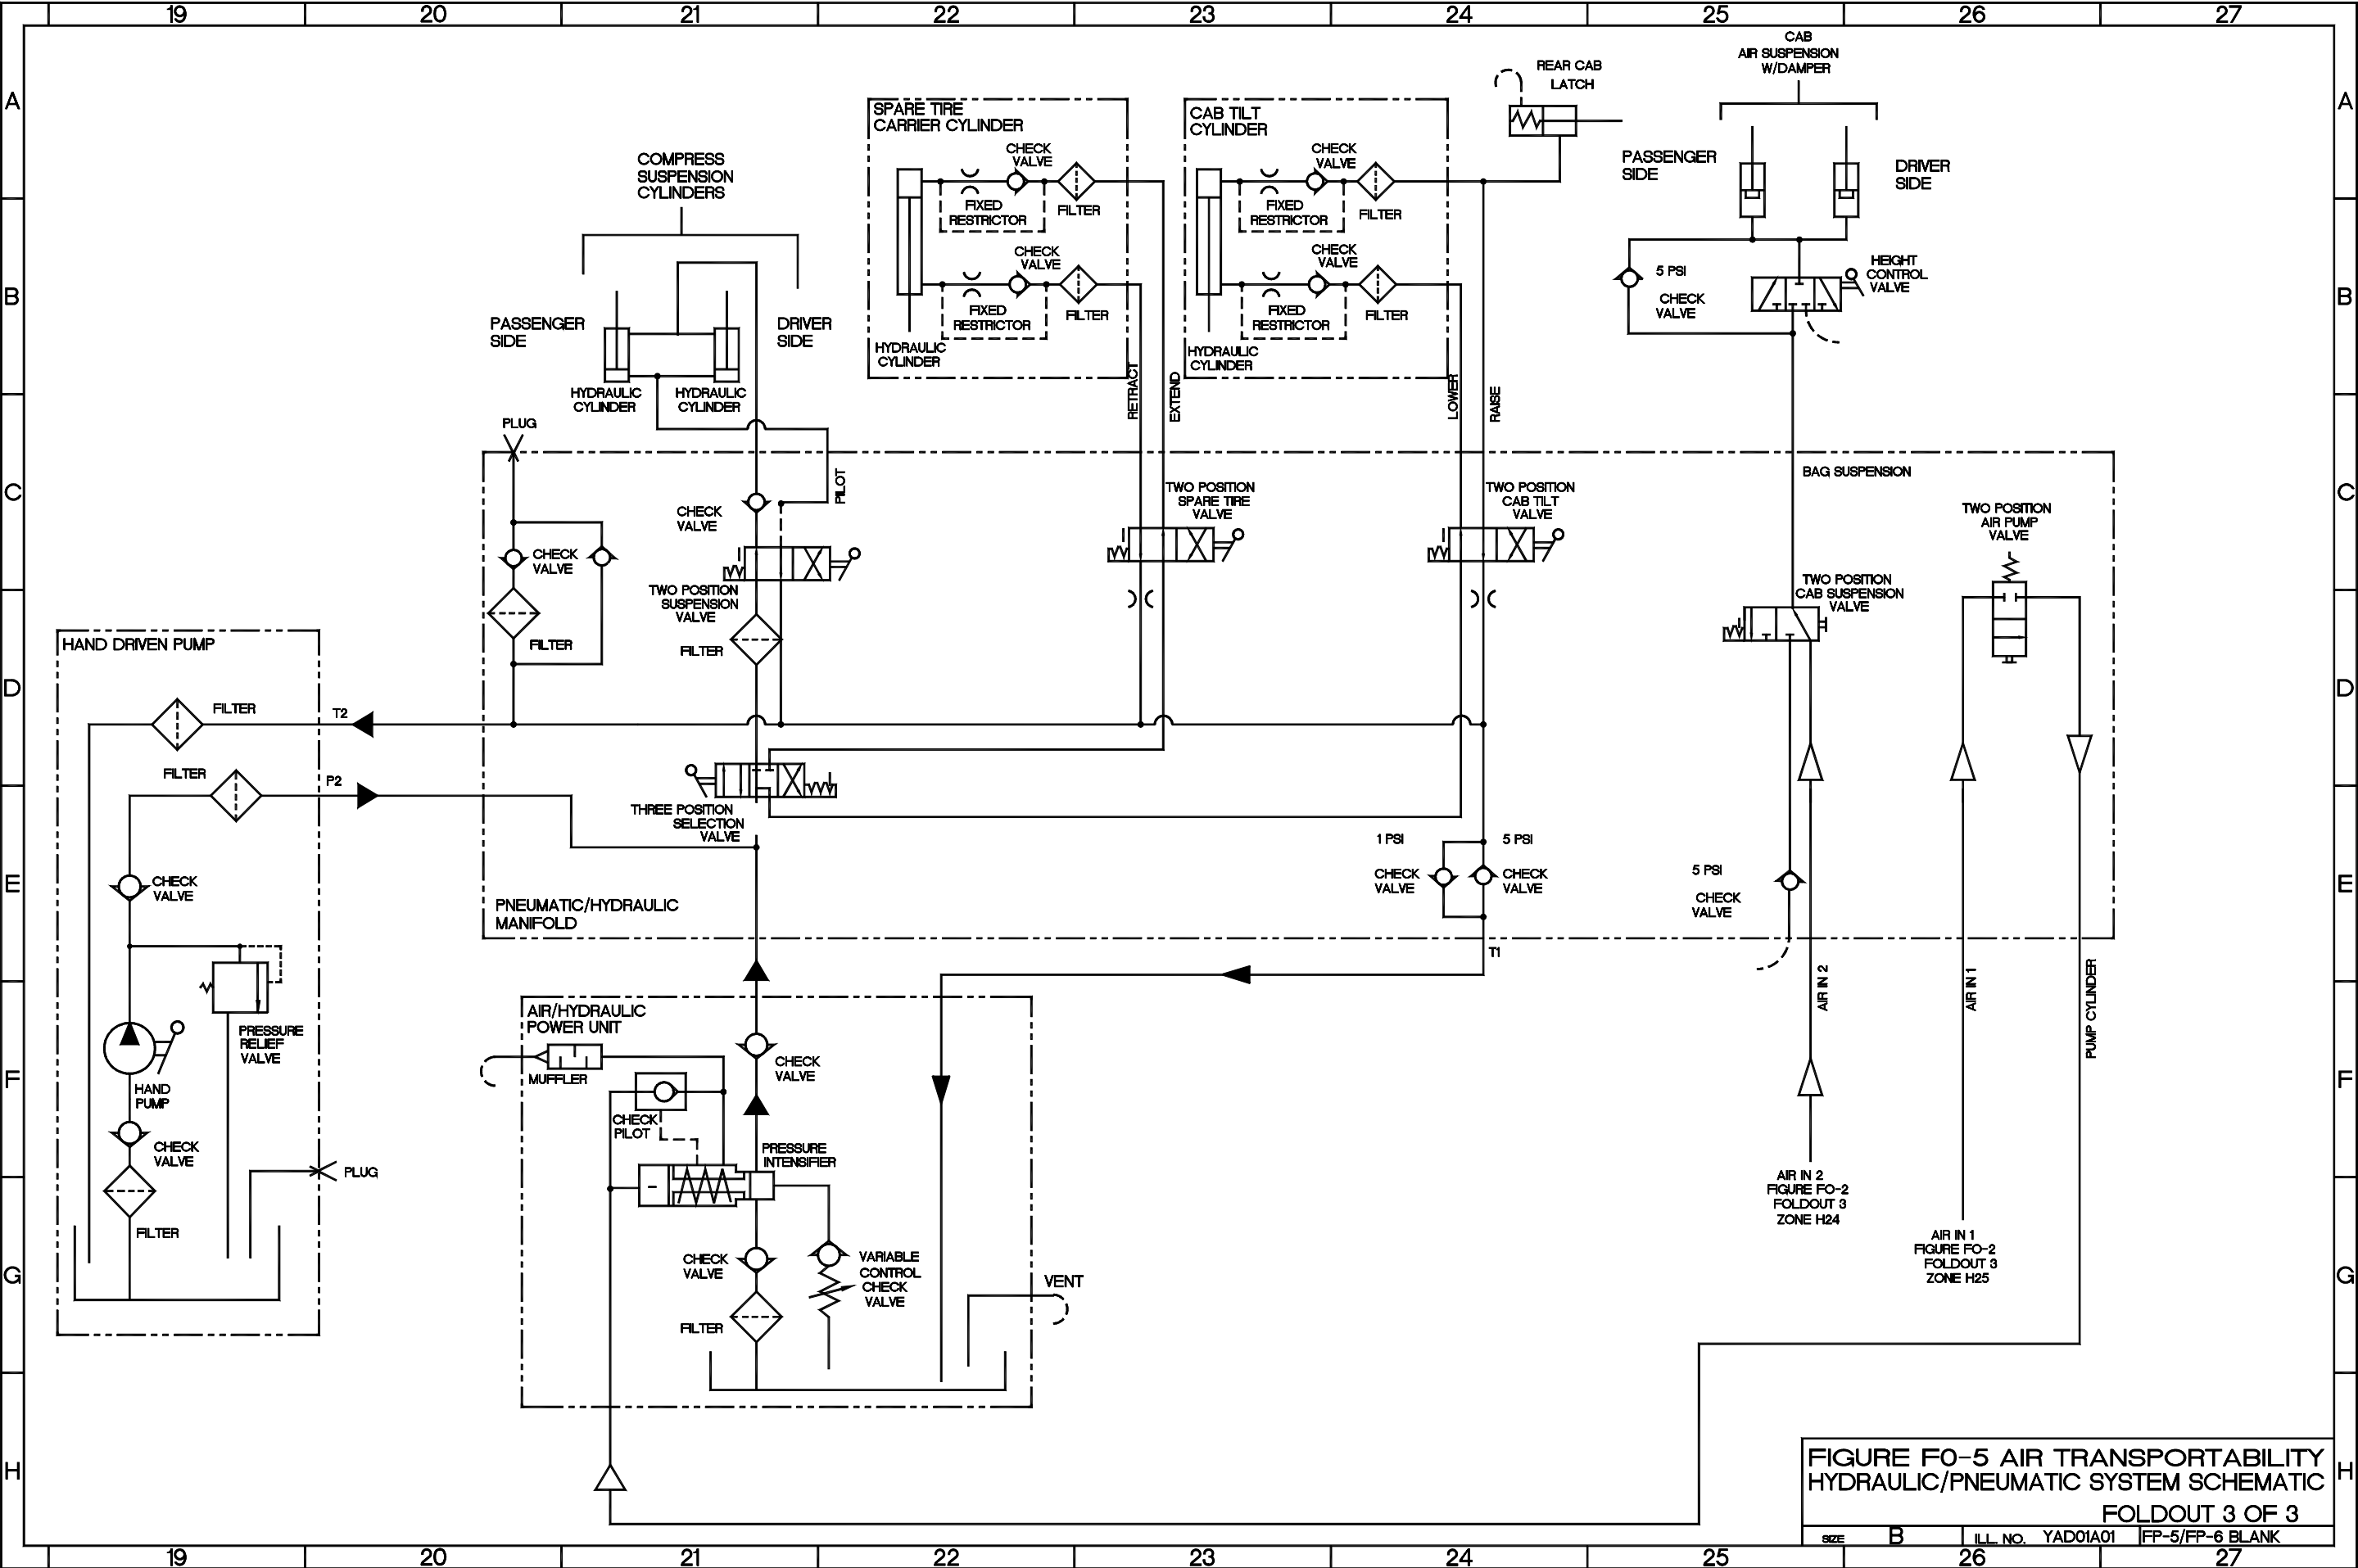 19 20 21 22 23 24 25 26 27
A A
B B
C C
D D
E E
F F
G G
H H
COMPRESS
SUSPENSION
CYLINDERS
PASSENGER
SIDE
DRIVER
SIDE
HYDRAULIC
CYLINDER
HYDRAULIC
CYLINDER
SPARE TIRE
CARRIER CYLINDER
CHECK
VALVE
FIXED
RESTRICTOR
FILTER
CHECK
VALVE
FIXED
RESTRICTOR
FILTER
HYDRAULIC
CYLINDER
RETRACT
EXTEND
CAB TILT
CYLINDER
CHECK
VALVE
FIXED
RESTRICTOR
FILTER
CHECK
VALVE
FIXED
RESTRICTOR
FILTER
HYDRAULIC
CYLINDER
LOWER
RAISE
REAR CAB
LATCH
CAB
AIR SUSPENSION
W/DAMPER
PASSENGER
SIDE
DRIVER
SIDE
5 PSI
CHECK
VALVE
HEIGHT
CONTROL
VALVE
PLUG
CHECK
VALVE
FILTER
CHECK
VALVE
PILOT
TWO POSITION
SUSPENSION
VALVE
FILTER
TWO POSITION
SPARE TIRE
VALVE
TWO POSITION
CAB TILT
VALVE
BAG SUSPENSION
TWO POSITION
AIR PUMP
VALVE
TWO POSITION
CAB SUSPENSION
VALVE
HAND DRIVEN PUMP
FILTER
T2
FILTER
P2
CHECK
VALVE
PRESSURE
RELIEF
VALVE
HAND
PUMP
CHECK
VALVE
FILTER
PLUG
THREE POSITION
SELECTION
VALVE
PNEUMATIC/HYDRAULIC
MANIFOLD
1 PSI
CHECK
VALVE
5 PSI
CHECK
VALVE
T1
5 PSI
CHECK
VALVE
AIR IN 2
AIR IN 1
PUMP CYLINDER
AIR/HYDRAULIC
POWER UNIT
MUFFLER
CHECK
PILOT
CHECK
VALVE
PRESSURE
INTENSIFIER
CHECK
VALVE
FILTER
VARIABLE
CONTROL
CHECK
VALVE
VENT
AIR IN 2
FIGURE FO-2
FOLDOUT 3
ZONE H24
AIR IN 1
FIGURE FO-2
FOLDOUT 3
ZONE H25
FIGURE FO-5 AIR TRANSPORTABILITY
HYDRAULIC/PNEUMATIC SYSTEM SCHEMATIC
FOLDOUT 3 OF 3
SIZE B ILL. NO. YAD01A01 FP-5/FP-6 BLANK
19 20 21 22 23 24 25 26 27